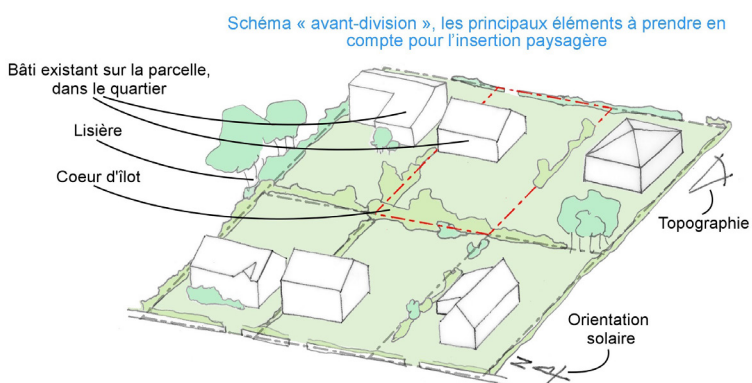 Schéma « avant-division », les principaux éléments à prendre en
compte pour l'insertion paysagère
Bâti existant sur la parcelle,
dans le quartier
Lisière
Coeur d'îlot
Topographie
Orientation
solaire
N